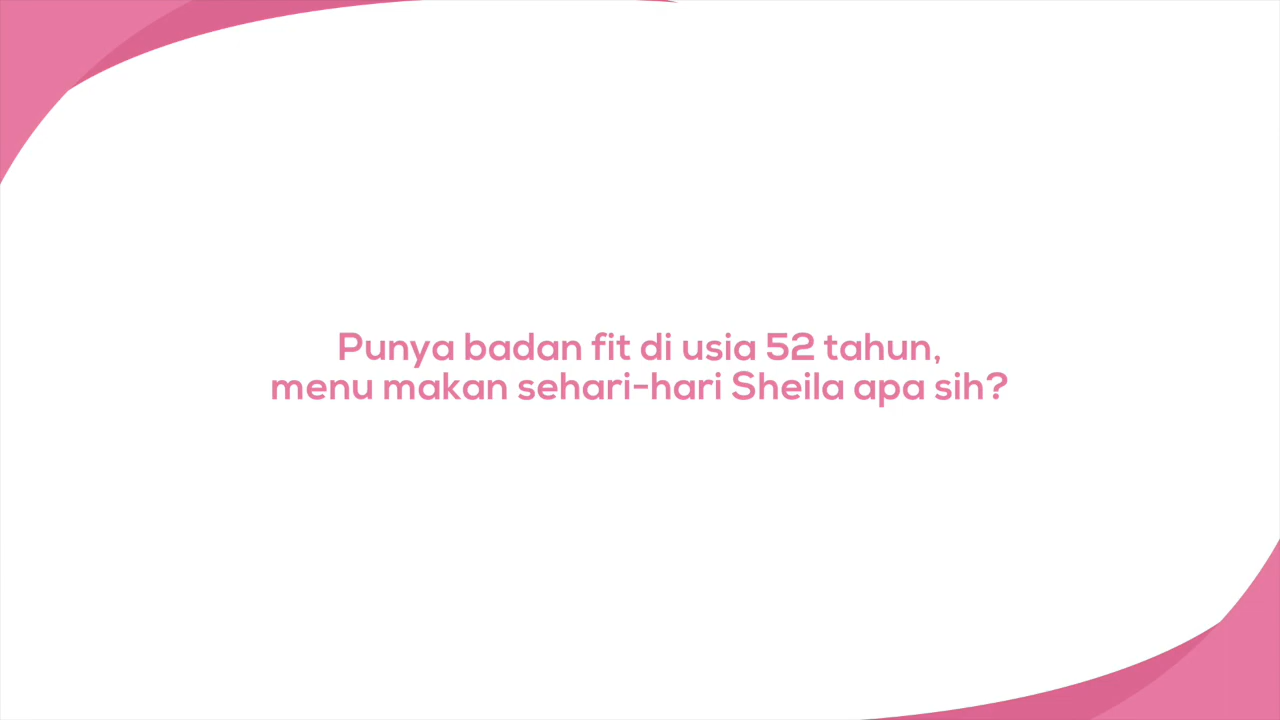 Punya badan fit di usia 52 tahun,
menu makan sehari-hari Sheila apa sih?